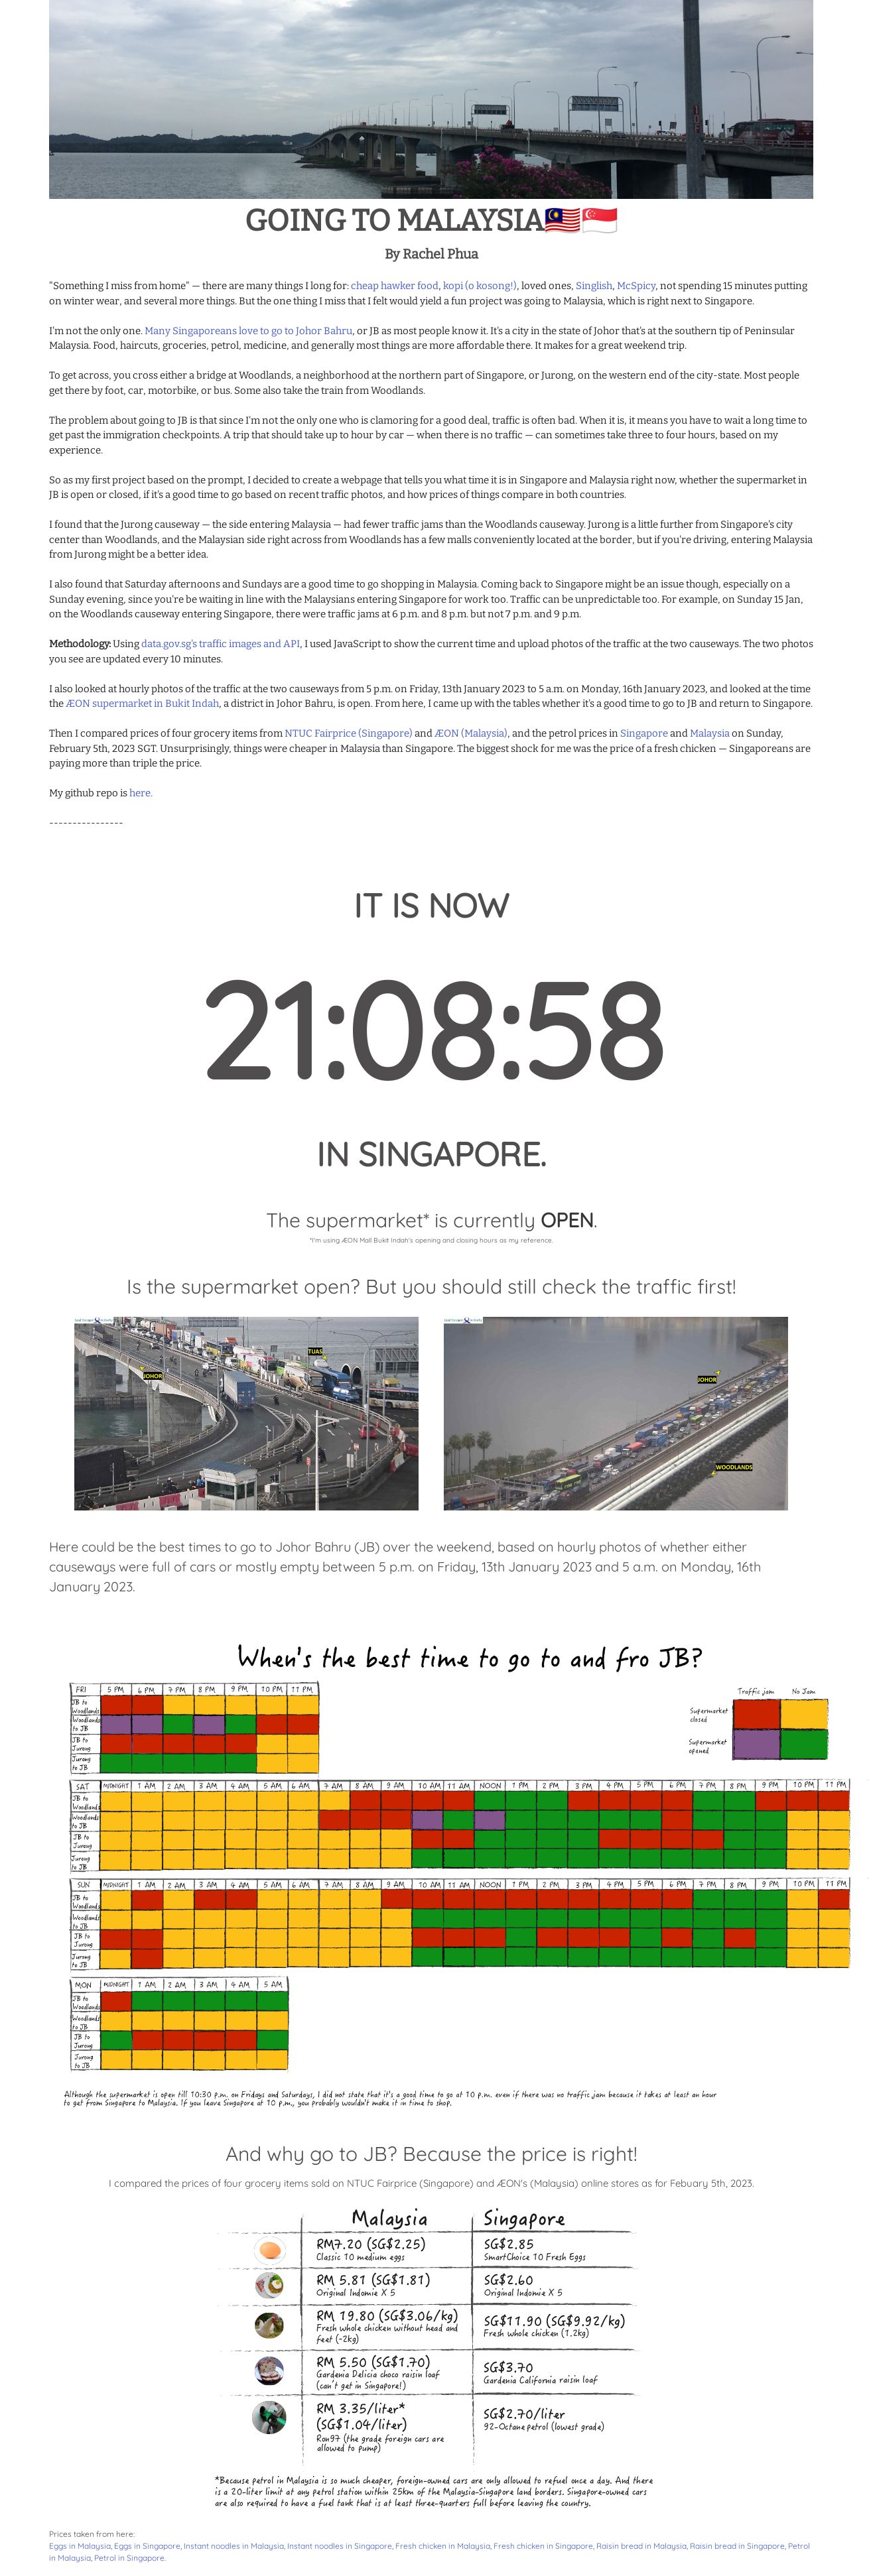 GOING TO MALAYSIA🇲🇾🇸🇬
By Rachel Phua
"Something I miss from home" — there are many things I long for: cheap hawker food, kopi (o kosong!), loved ones, Singlish, McSpicy, not spending 15 minutes putting
on winter wear, and several more things. But the one thing I miss that I felt would yield a fun project was going to Malaysia, which is right next to Singapore.
I'm not the only one. Many Singaporeans love to go to Johor Bahru, or JB as most people know it. It's a city in the state of Johor that's at the southern tip of Peninsular
Malaysia. Food, haircuts, groceries, petrol, medicine, and generally most things are more affordable there. It makes for a great weekend trip.
To get across, you cross either a bridge at Woodlands, a neighborhood at the northern part of Singapore, or Jurong, on the western end of the city-state. Most people
get there by foot, car, motorbike, or bus. Some also take the train from Woodlands.
The problem about going to JB is that since I'm not the only one who is clamoring for a good deal, traffic is often bad. When it is, it means you have to wait a long time to
get past the immigration checkpoints. A trip that should take up to hour by car — when there is no traffic — can sometimes take three to four hours, based on my
experience.
So as my first project based on the prompt, I decided to create a webpage that tells you what time it is in Singapore and Malaysia right now, whether the supermarket in
JB is open or closed, if it's a good time to go based on recent traffic photos, and how prices of things compare in both countries.
I found that the Jurong causeway — the side entering Malaysia — had fewer traffic jams than the Woodlands causeway. Jurong is a little further from Singapore's city
center than Woodlands, and the Malaysian side right across from Woodlands has a few malls conveniently located at the border, but if you're driving, entering Malaysia
from Jurong might be a better idea.
I also found that Saturday afternoons and Sundays are a good time to go shopping in Malaysia. Coming back to Singapore might be an issue though, especially on a
Sunday evening, since you're be waiting in line with the Malaysians entering Singapore for work too. Traffic can be unpredictable too. For example, on Sunday 15 Jan,
on the Woodlands causeway entering Singapore, there were traffic jams at 6 p.m. and 8 p.m. but not 7 p.m. and 9 p.m.
Methodology: Using data.gov.sg's traffic images and API, I used JavaScript to show the current time and upload photos of the traffic at the two causeways. The two photos
you see are updated every 10 minutes.
I also looked at hourly photos of the traffic at the two causeways from 5 p.m. on Friday, 13th January 2023 to 5 a.m. on Monday, 16th January 2023, and looked at the time
the ÆON supermarket in Bukit Indah, a district in Johor Bahru, is open. From here, I came up with the tables whether it's a good time to go to JB and return to Singapore.
Then I compared prices of four grocery items from NTUC Fairprice (Singapore) and ÆON (Malaysia), and the petrol prices in Singapore and Malaysia on Sunday,
February 5th, 2023 SGT. Unsurprisingly, things were cheaper in Malaysia than Singapore. The biggest shock for me was the price of a fresh chicken — Singaporeans are
paying more than triple the price.
My github repo is here.
----------------
IT IS NOW
21:08:58
IN SINGAPORE.
The supermarket* is currently OPEN.
*I'm using ÆON Mall Bukit Indah's opening and closing hours as my reference.
Is the supermarket open? But you should still check the traffic first!
JOHOR
TUAS
JOHOR
WOODLANDS
Here could be the best times to go to Johor Bahru (JB) over the weekend, based on hourly photos of whether either
causeways were full of cars or mostly empty between 5 p.m. on Friday, 13th January 2023 and 5 a.m. on Monday, 16th
January 2023.
When's the best time to go to and fro JB?
Traffic jam No Jam
Supermarket
closed
Supermarket
opened
FRI 5 PM 6 PM 7 PM 8 PM 9 PM 10 PM 11 PM
JB to
Woodlands
Woodlands
to JB
JB to
Jurong
Jurong
to JB
SAT MIDNIGHT 1 AM 2 AM 3 AM 4 AM 5 AM 6 AM 7 AM 8 AM 9 AM 10 AM 11 AM NOON 1 PM 2 PM 3 PM 4 PM 5 PM 6 PM 7 PM 8 PM 9 PM 10 PM 11 PM
JB to
Woodlands
Woodlands
to JB
JB to
Jurong
Jurong
to JB
SUN MIDNIGHT 1 AM 2 AM 3 AM 4 AM 5 AM 6 AM 7 AM 8 AM 9 AM 10 AM 11 AM NOON 1 PM 2 PM 3 PM 4 PM 5 PM 6 PM 7 PM 8 PM 9 PM 10 PM 11 PM
JB to
Woodlands
Woodlands
to JB
JB to
Jurong
Jurong
to JB
MON MIDNIGHT 1 AM 2 AM 3 AM 4 AM 5 AM
JB to
Woodlands
Woodlands
to JB
JB to
Jurong
Jurong
to JB
Although the supermarket is open till 10:30 p.m. on Fridays and Saturdays, I did not state that it's a good time to go at 10 p.m. even if there was no traffic jam because it takes at least an hour
to get from Singapore to Malaysia. If you leave Singapore at 10 p.m., you probably wouldn't make it in time to shop.
And why go to JB? Because the price is right!
I compared the prices of four grocery items sold on NTUC Fairprice (Singapore) and ÆON's (Malaysia) online stores as for Febuary 5th, 2023.
Malaysia Singapore
RM7.20 (SG$2.25)
Classic 10 medium eggs
SG$2.85
SmartChoice 10 Fresh Eggs
RM 5.81 (SG$1.81)
Original Indomie X 5
SG$2.60
Original Indomie X 5
RM 19.80 (SG$3.06/kg)
Fresh whole chicken without head and
feet (~2kg)
SG$11.90 (SG$9.92/kg)
Fresh whole chicken (1.2kg)
RM 5.50 (SG$1.70)
Gardenia Delicia choco raisin loaf
(can't get in Singapore!)
SG$3.70
Gardenia California raisin loaf
RM 3.35/liter*
(SG$1.04/liter)
Ron97 (the grade foreign cars are
allowed to pump)
SG$2.70/liter
92-Octane petrol (lowest grade)
*Because petrol in Malaysia is so much cheaper, foreign-owned cars are only allowed to refuel once a day. And there
is a 20-liter limit at any petrol station within 25km of the Malaysia-Singapore land borders. Singapore-owned cars
are also required to have a fuel tank that is at least three-quarters full before leaving the country.
Prices taken from here:
Eggs in Malaysia, Eggs in Singapore, Instant noodles in Malaysia, Instant noodles in Singapore, Fresh chicken in Malaysia, Fresh chicken in Singapore, Raisin bread in Malaysia, Raisin bread in Singapore, Petrol
in Malaysia, Petrol in Singapore.